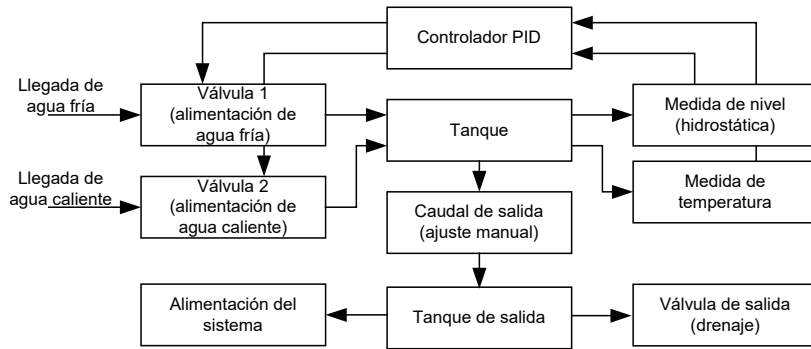 Controlador PID
Llegada de
agua fría
Válvula 1
(alimentación de
agua fría)
Tanque
Medida de nivel
(hidrostática)
Llegada de
agua caliente
Válvula 2
(alimentación de
agua caliente)
Caudal de salida
(ajuste manual)
Medida de
temperatura
Alimentación del
sistema
Tanque de salida
Válvula de salida
(drenaje)